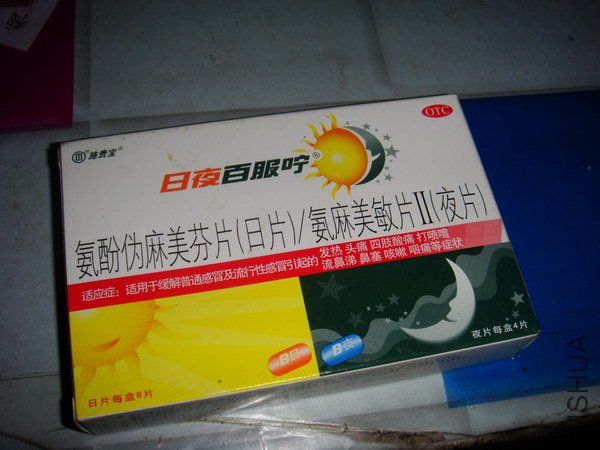 施贵宝
OTC
日夜百服咛®
氨酚伪麻美芬片(日片)/氨麻美敏片II(夜片)
适应症:适用于缓解普通感冒及流行性感冒引起的
发热 头痛 四肢酸痛 打喷嚏
流鼻涕 鼻塞 咳嗽 咽痛等症状
B日
B夜
日片每盒8片
夜片每盒4片
ISHUA